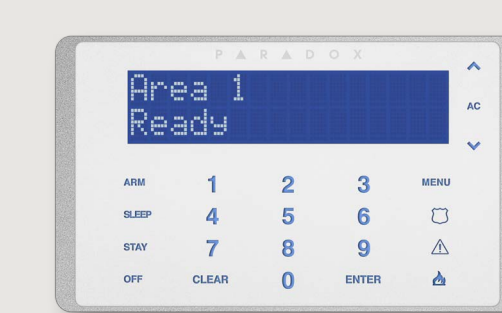 PARADOX
Area 1
Ready
AC
ARM 1 2 3 MENU
SLEEP 4 5 6
STAY 7 8 9
OFF CLEAR 0 ENTER